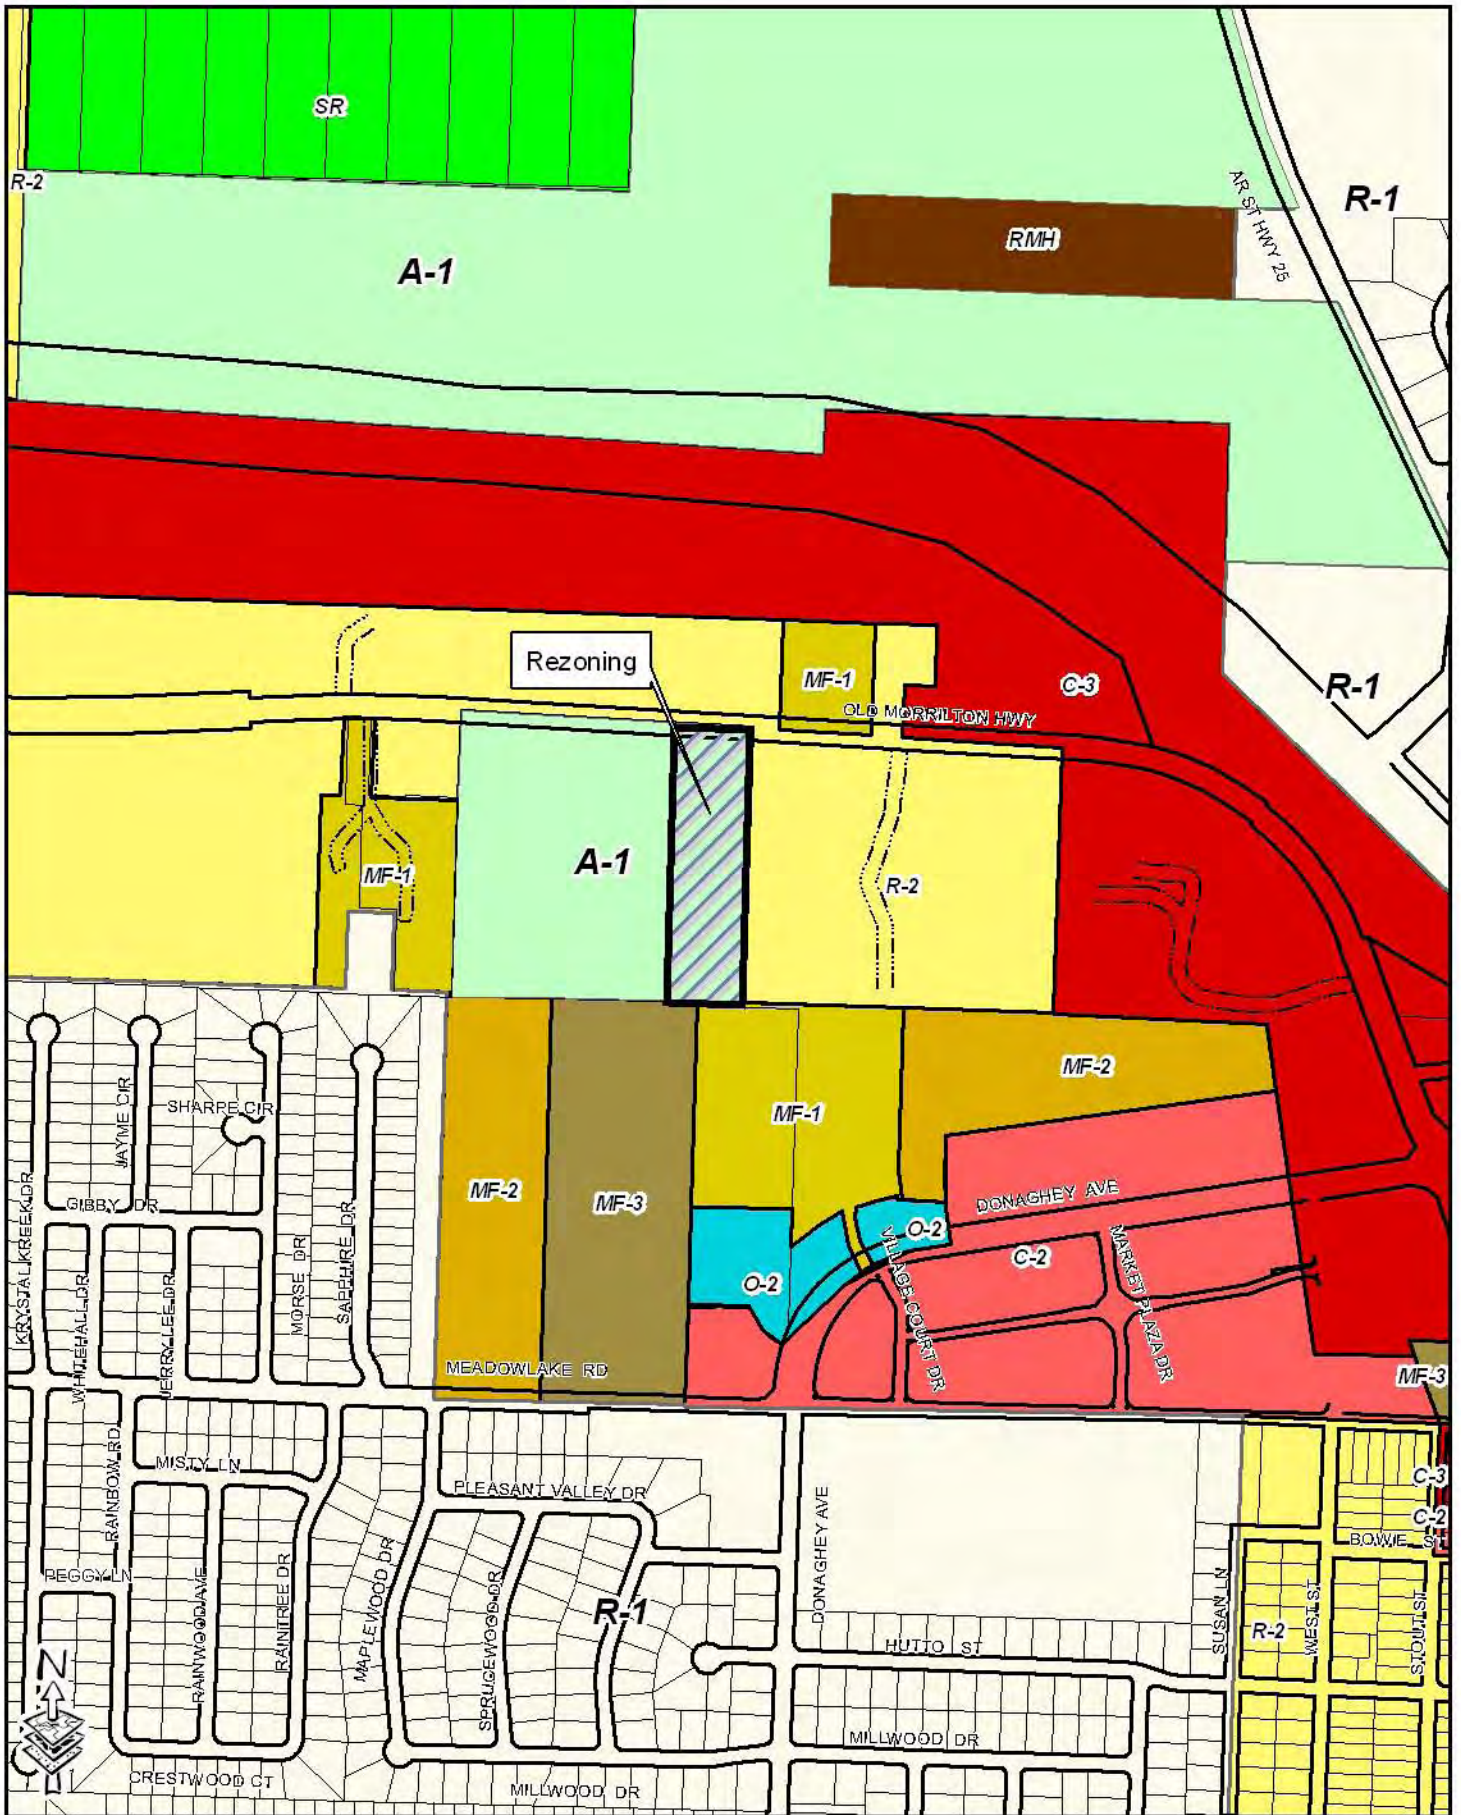 SR
R-2
R-1
AR ST HWY 25
RMH
A-1
Rezoning
MF-1
C-3
R-1
OLD MORRILTON HWY
A-1
MF-1
R-2
MF-2
MF-1
JAYME CIR
SHARPE CIR
MF-2
MF-3
DONAGHEY AVE
GIBBY DR
KRYSTAL KREEK DR
WHITEHALL DR
JERRY LEE DR
MORSE DR
SAPPHIRE DR
O-2
O-2
VILLAGE COURT DR
C-2
MARKET PLAZA DR
MEADOWLAKE RD
MF-3
RAINBOW RD
MISTY LN
PLEASANT VALLEY DR
DONAGHEY AVE
C-3
C-2
BOWIE ST
PEGGY LN
RAINWOOD AVE
RAINTREE DR
MAPLEWOOD DR
SPRUCEWOOD DR
R-1
HUTTO ST
SUSAN LN
R-2
WEST ST
STOUT ST
N
MILLWOOD DR
CRESTWOOD CT
MILLWOOD DR